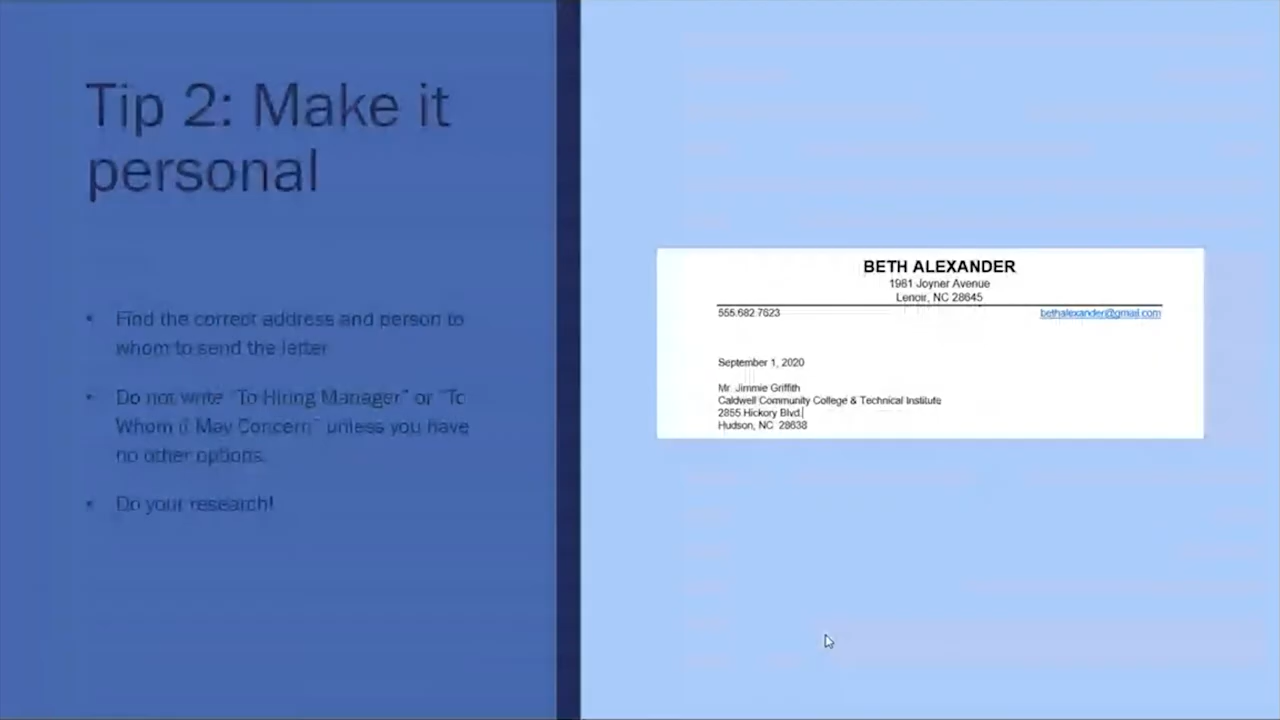 Tip 2: Make it
personal
• Find the correct address and person to
whom to send the letter
• Do not write "To Hiring Manager" or "To
Whom it May Concern" unless you have
no other options.
• Do your research!
BETH ALEXANDER
1981 Joyner Avenue
Lenoir, NC 28645
555.682.7623 bethalexander@gmail.com
September 1, 2020
Mr. Jimmie Griffith
Caldwell Community College & Technical Institute
2855 Hickory Blvd.
Hudson, NC 28638